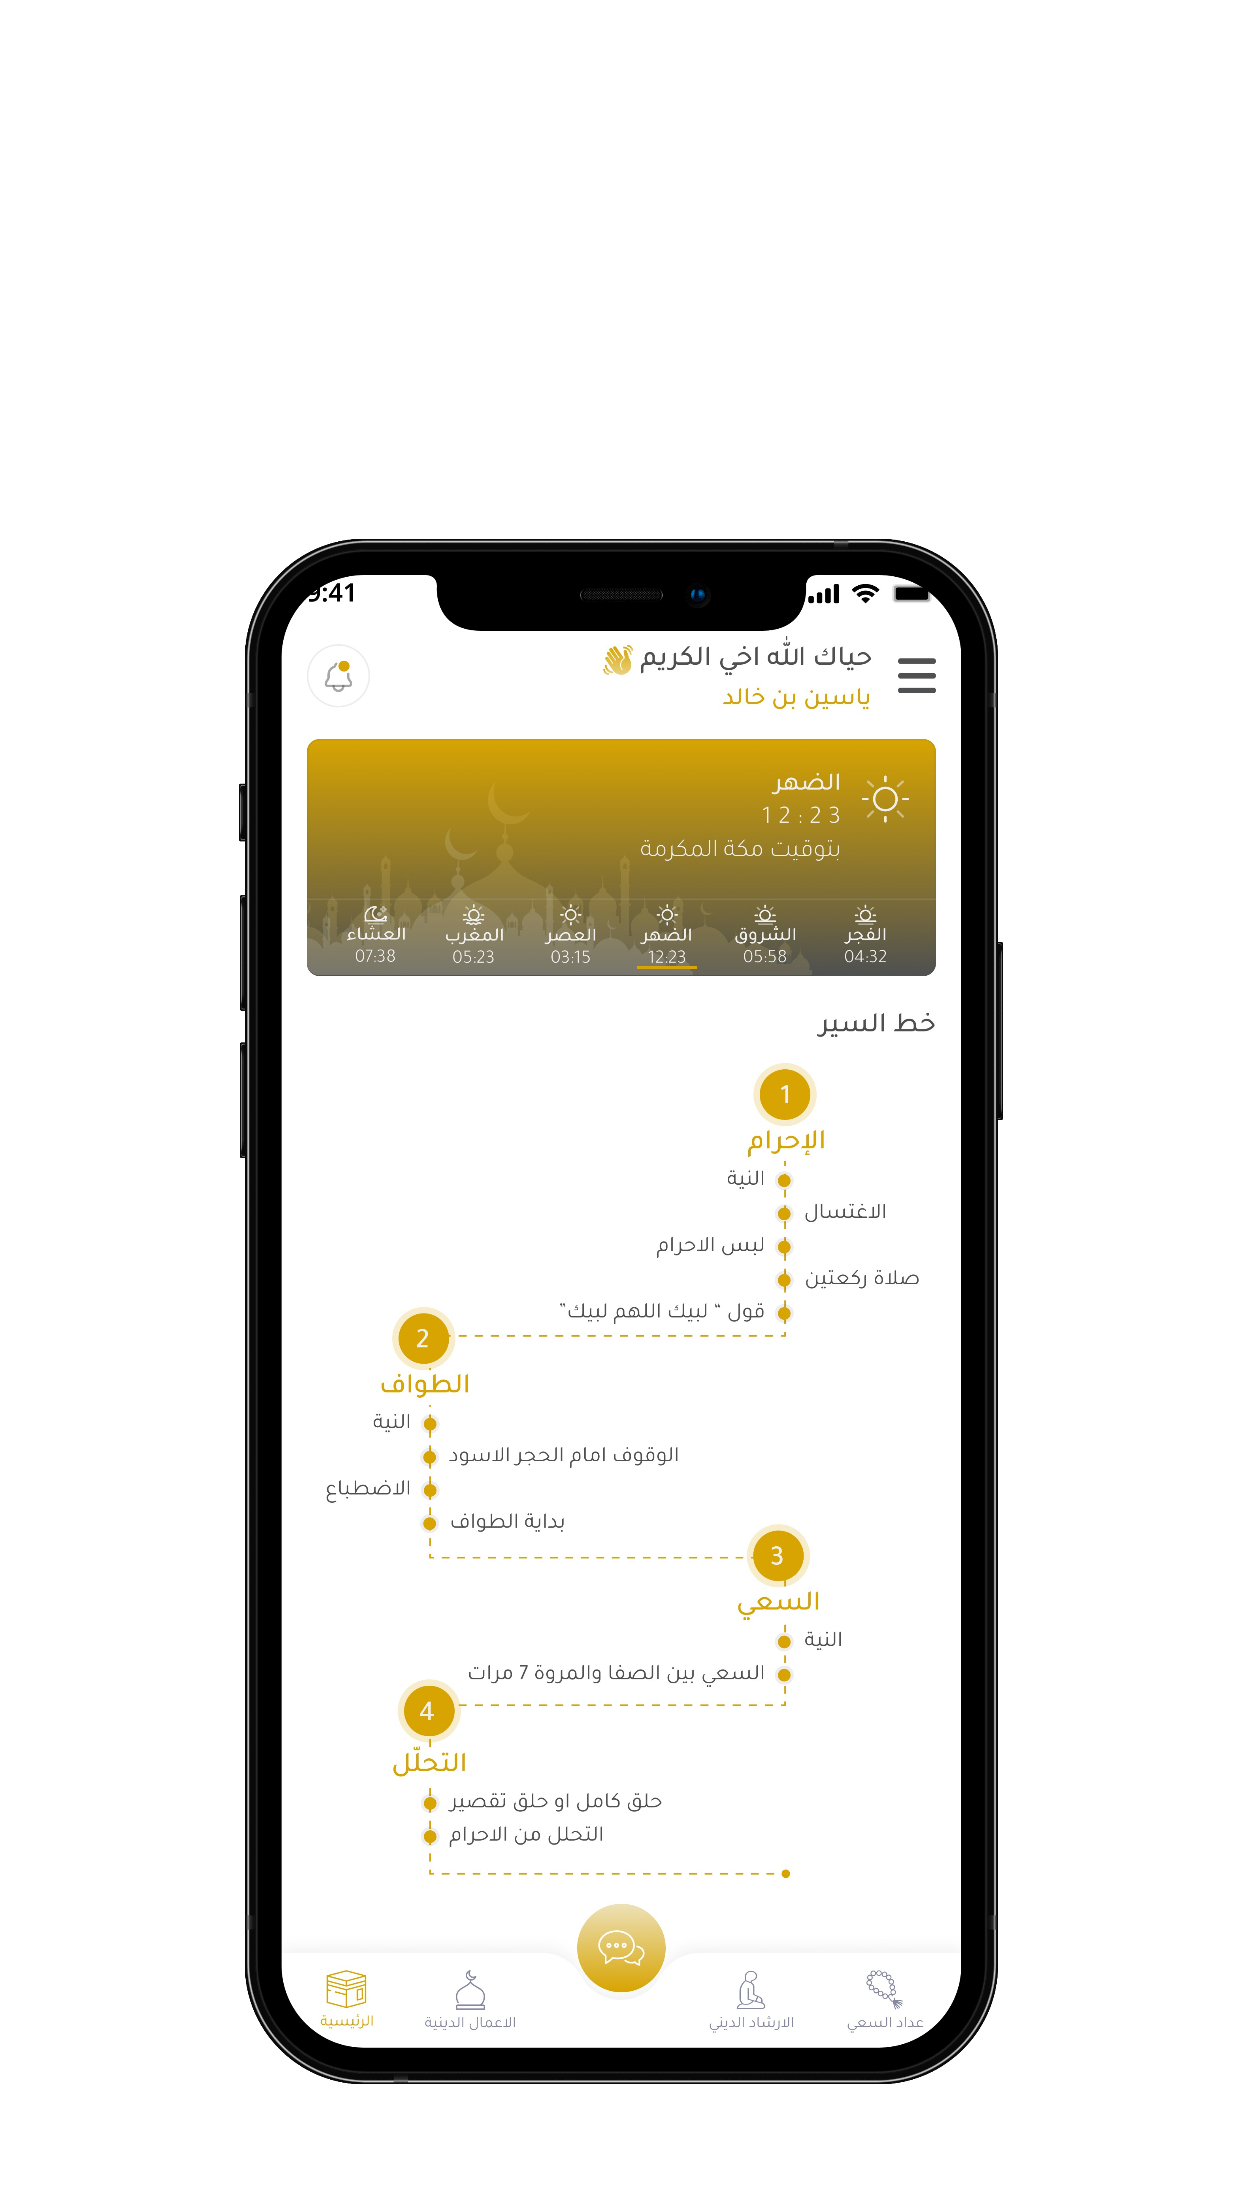 9:41
حياك الله اخي الكريم
ياسين بن خالد
الضهر
12:23
بتوقيت مكة المكرمة
الفجر الشروق الضهر العصر المغرب العشاء
04:32 05:58 12:23 03:15 05:23 07:38
خط السير
1
الإحرام
النية
الاغتسال
لبس الاحرام
صلاة ركعتين
قول “ لبيك اللهم لبيك”
2
الطواف
النية
الوقوف امام الحجر الاسود
الاضطباع
بداية الطواف
3
السعي
النية
السعي بين الصفا والمروة 7 مرات
4
التحلّل
حلق كامل او حلق تقصير
التحلل من الاحرام
عداد السعي الارشاد الديني الاعمال الدينية الرئيسية